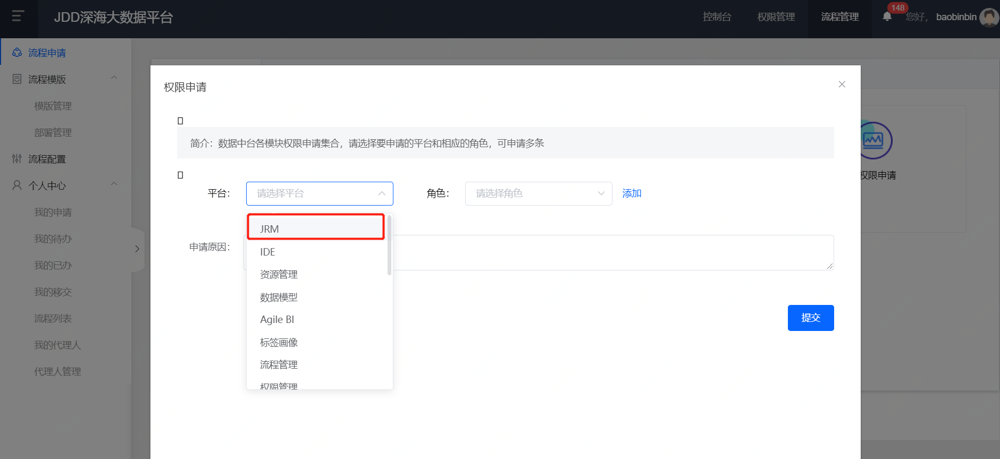 JDD深海大数据平台
控制台
权限管理
流程管理
148
您好，
baobinbin
流程申请
流程模版
模版管理
部署管理
流程配置
个人中心
我的申请
我的待办
我的已办
我的移交
流程列表
我的代理人
代理人管理
权限申请
简介：数据中台各模块权限申请集合，请选择要申请的平台和相应的角色，可申请多条
平台：
请选择平台
角色：
请选择角色
添加
JRM
IDE
资源管理
数据模型
Agile BI
标签画像
流程管理
权限管理
申请原因：
提交
权限申请